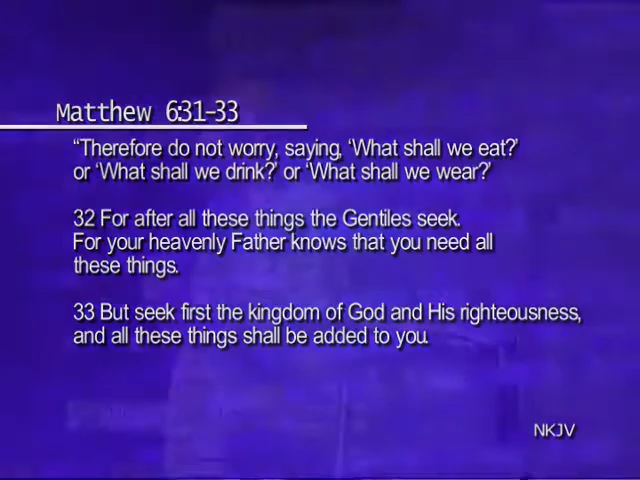 Matthew 6:31-33
“Therefore do not worry, saying, ‘What shall we eat?’
or ‘What shall we drink?’ or ‘What shall we wear?’
32 For after all these things the Gentiles seek.
For your heavenly Father knows that you need all
these things.
33 But seek first the kingdom of God and His righteousness,
and all these things shall be added to you.
NKJV